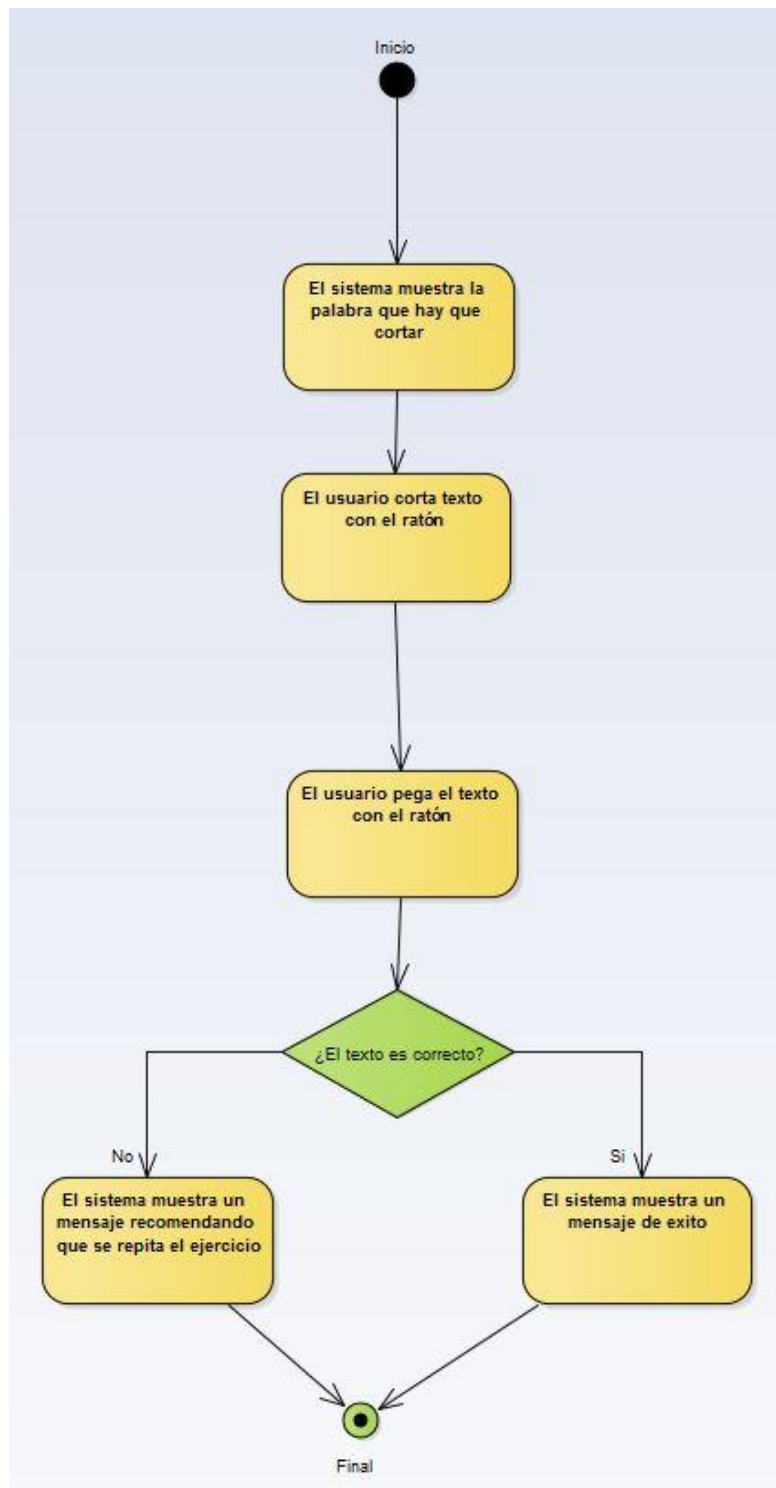 Inicio
El sistema muestra la
palabra que hay que
cortar
El usuario corta texto
con el ratón
El usuario pega el texto
con el ratón
¿El texto es correcto?
No
Si
El sistema muestra un
mensaje recomendando
que se repita el ejercicio
El sistema muestra un
mensaje de exito
Final